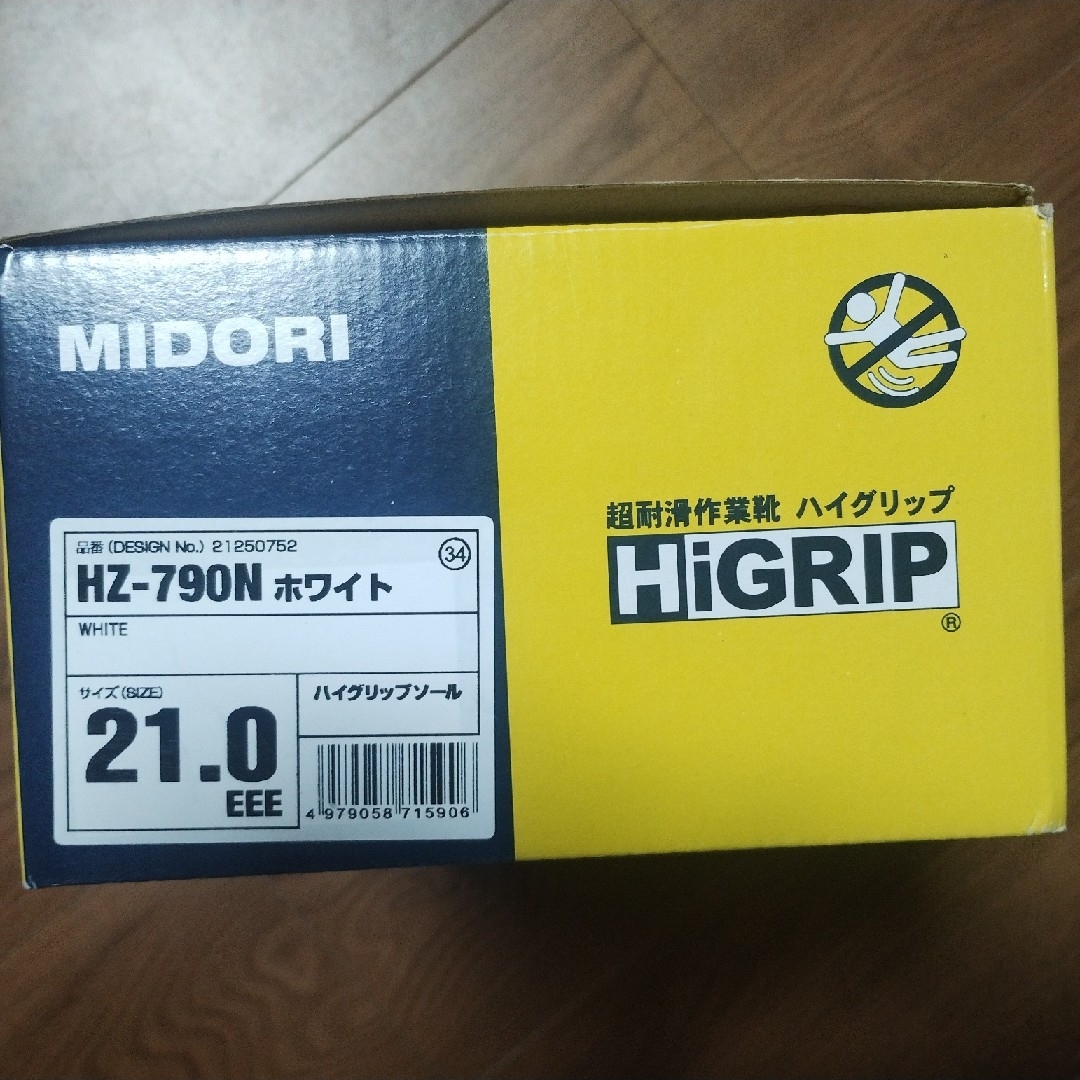 MIDORI
品番 (DESIGN No.) 21250752
34
HZ-790N ホワイト
WHITE
サイズ (SIZE)
21.0
EEE
ハイグリップソール
4 979058 715906
超耐滑作業靴 ハイグリップ
HiGRIP
®